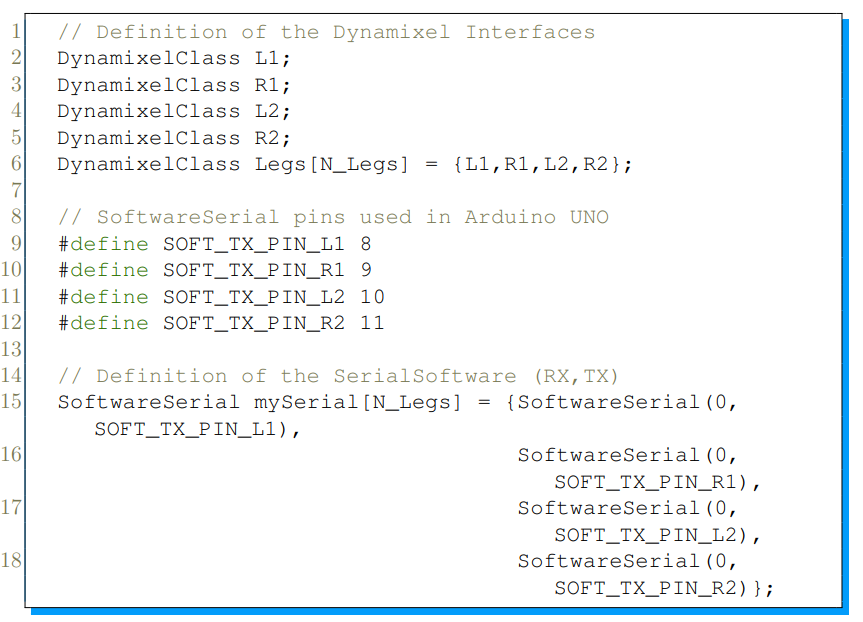 1 // Definition of the Dynamixel Interfaces
2 DynamixelClass L1;
3 DynamixelClass R1;
4 DynamixelClass L2;
5 DynamixelClass R2;
6 DynamixelClass Legs[N_Legs] = {L1,R1,L2,R2};
7
8 // SoftwareSerial pins used in Arduino UNO
9 #define SOFT_TX_PIN_L1 8
10 #define SOFT_TX_PIN_R1 9
11 #define SOFT_TX_PIN_L2 10
12 #define SOFT_TX_PIN_R2 11
13
14 // Definition of the SerialSoftware (RX,TX)
15 SoftwareSerial mySerial[N_Legs] = {SoftwareSerial(0,
SOFT_TX_PIN_L1),
16 SoftwareSerial(0,
SOFT_TX_PIN_R1),
17 SoftwareSerial(0,
SOFT_TX_PIN_L2),
18 SoftwareSerial(0,
SOFT_TX_PIN_R2)};